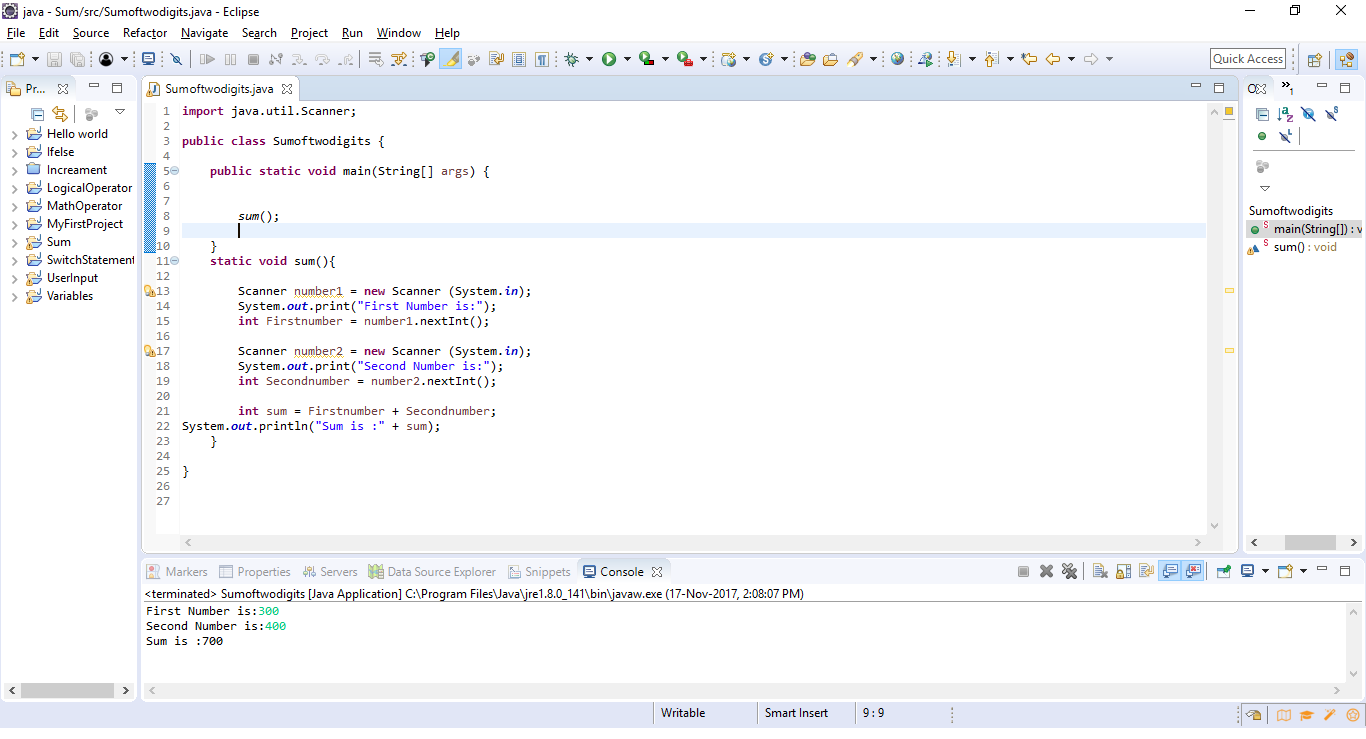 java - Sum/src/Sumoftwodigits.java - Eclipse
File Edit Source Refactor Navigate Search Project Run Window Help
Quick Access
Pr...
Hello world
Ifelse
Increament
LogicalOperator
MathOperator
MyFirstProject
Sum
SwitchStatement
UserInput
Variables
Sumoftwodigits.java
1 import java.util.Scanner;
2
3 public class Sumoftwodigits {
4
5 public static void main(String[] args) {
6
7
8 sum();
9
10 }
11 static void sum(){
12
13 Scanner number1 = new Scanner (System.in);
14 System.out.print("First Number is:");
15 int Firstnumber = number1.nextInt();
16
17 Scanner number2 = new Scanner (System.in);
18 System.out.print("Second Number is:");
19 int Secondnumber = number2.nextInt();
20
21 int sum = Firstnumber + Secondnumber;
22 System.out.println("Sum is :" + sum);
23 }
24
25 }
26
27
Sumoftwodigits
main(String[]) : v
sum() : void
Markers Properties Servers Data Source Explorer Snippets Console
<terminated> Sumoftwodigits [Java Application] C:\Program Files\Java\jre1.8.0_141\bin\javaw.exe (17-Nov-2017, 2:08:07 PM)
First Number is:300
Second Number is:400
Sum is :700
Writable Smart Insert 9 : 9